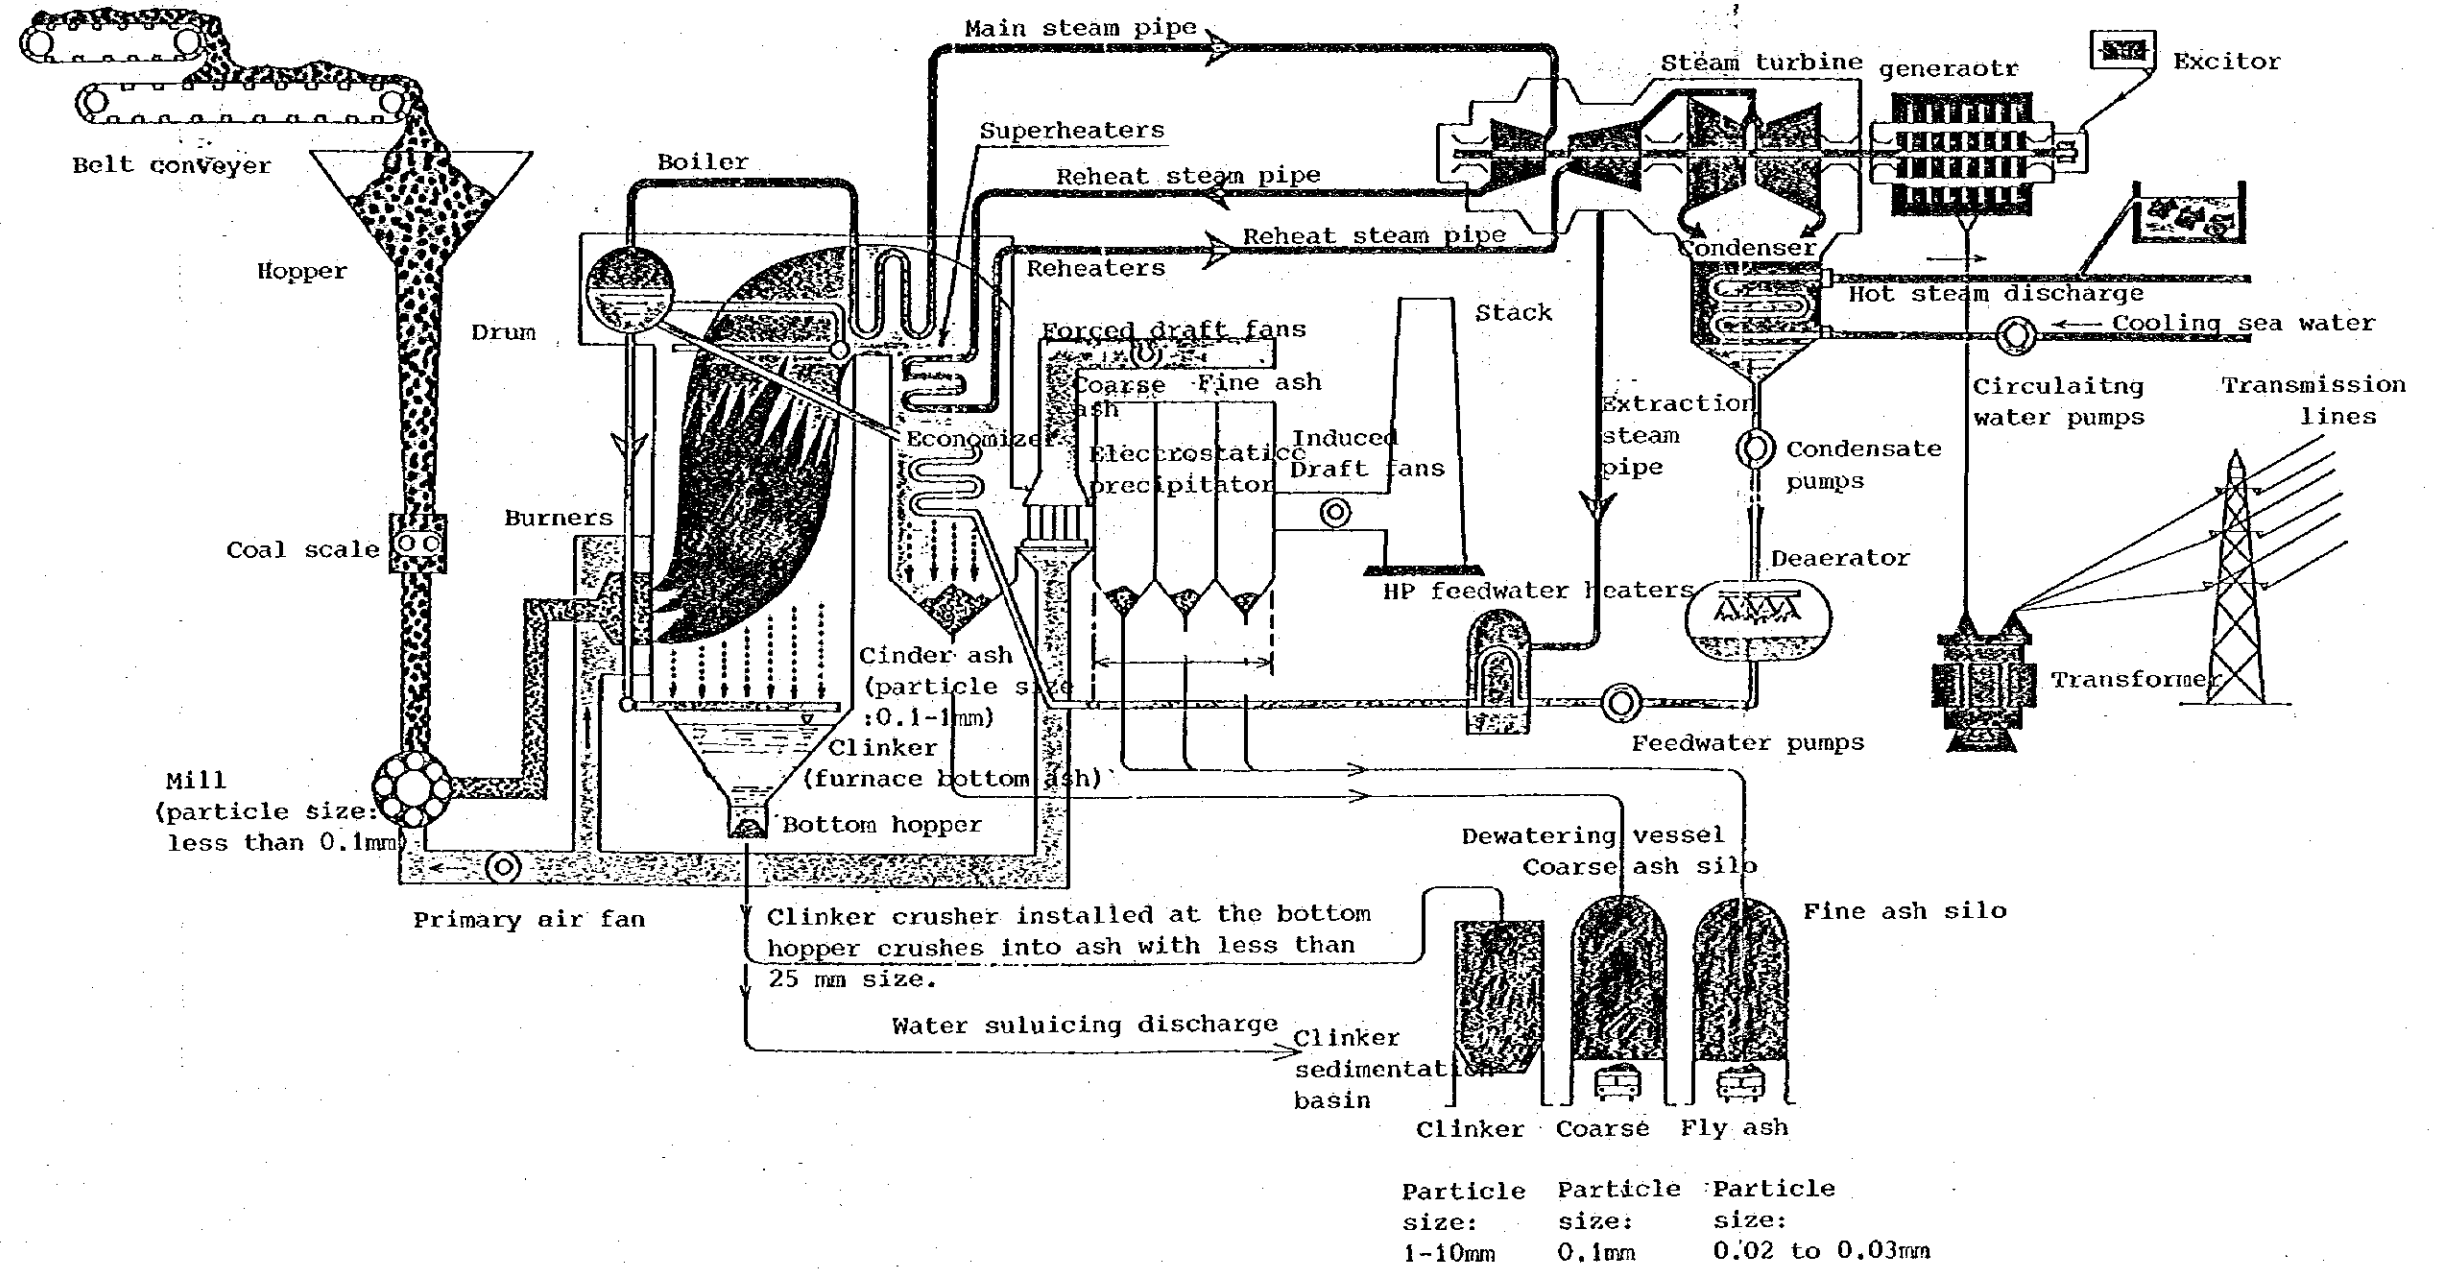 Main steam pipe
Steam turbine
generaotr
Excitor
Belt conveyer
Boiler
Superheaters
Reheat steam pipe
Reheat steam pipe
Reheaters
Condenser
Hopper
Drum
Hot steam discharge
Cooling sea water
Forced draft fans
Stack
Coarse
ash
Fine ash
Circulaitng
water pumps
Transmission
lines
Economizer
Electrostaticc
precipitator
Induced
Draft fans
Extraction
steam
pipe
Condensate
pumps
Burners
Coal scale
Deaerator
HP feedwater heaters
Cinder ash
(particle size
:0.1-1mm)
Transformer
Clinker
(furnace bottom ash)
Feedwater pumps
Mill
(particle size:
less than 0.1mm)
Bottom hopper
Dewatering vessel
Coarse ash silo
Fine ash silo
Primary air fan
Clinker crusher installed at the bottom
hopper crushes into ash with less than
25 mm size.
Water suluicing discharge
Clinker
sedimentation
basin
Clinker
Coarse
Fly ash
Particle
size:
1-10mm
Particle
size:
0.1mm
Particle
size:
0.02 to 0.03mm